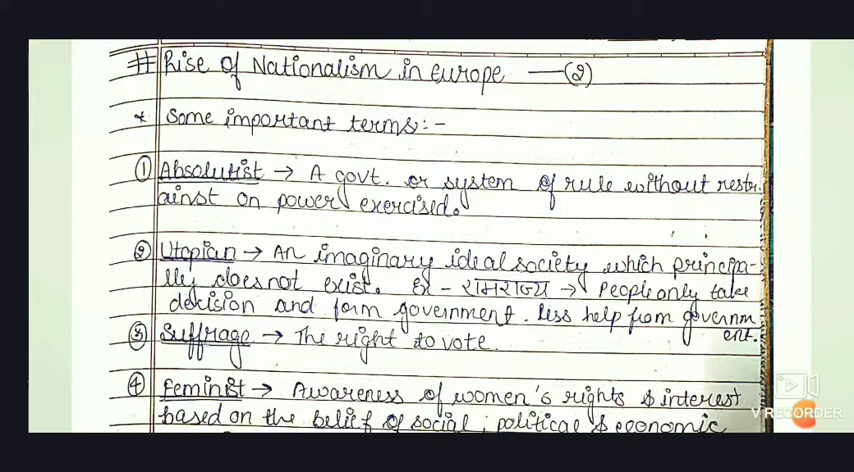 # Rise of Nationalism in Europe —(2)
* Some important terms:-
① Absolutist → A govt. or system of rule without restr-
ainst on power exercised.
② Utopian → An imaginary ideal society which principa-
lly does not exist. Ex - रामराज्य → People only take
decision and form government. less help from governm
ent.
③ Suffrage → The right to vote.
④ Feminist → Awareness of women's rights & interest
based on the belief of social, political & economic
V RECORDER